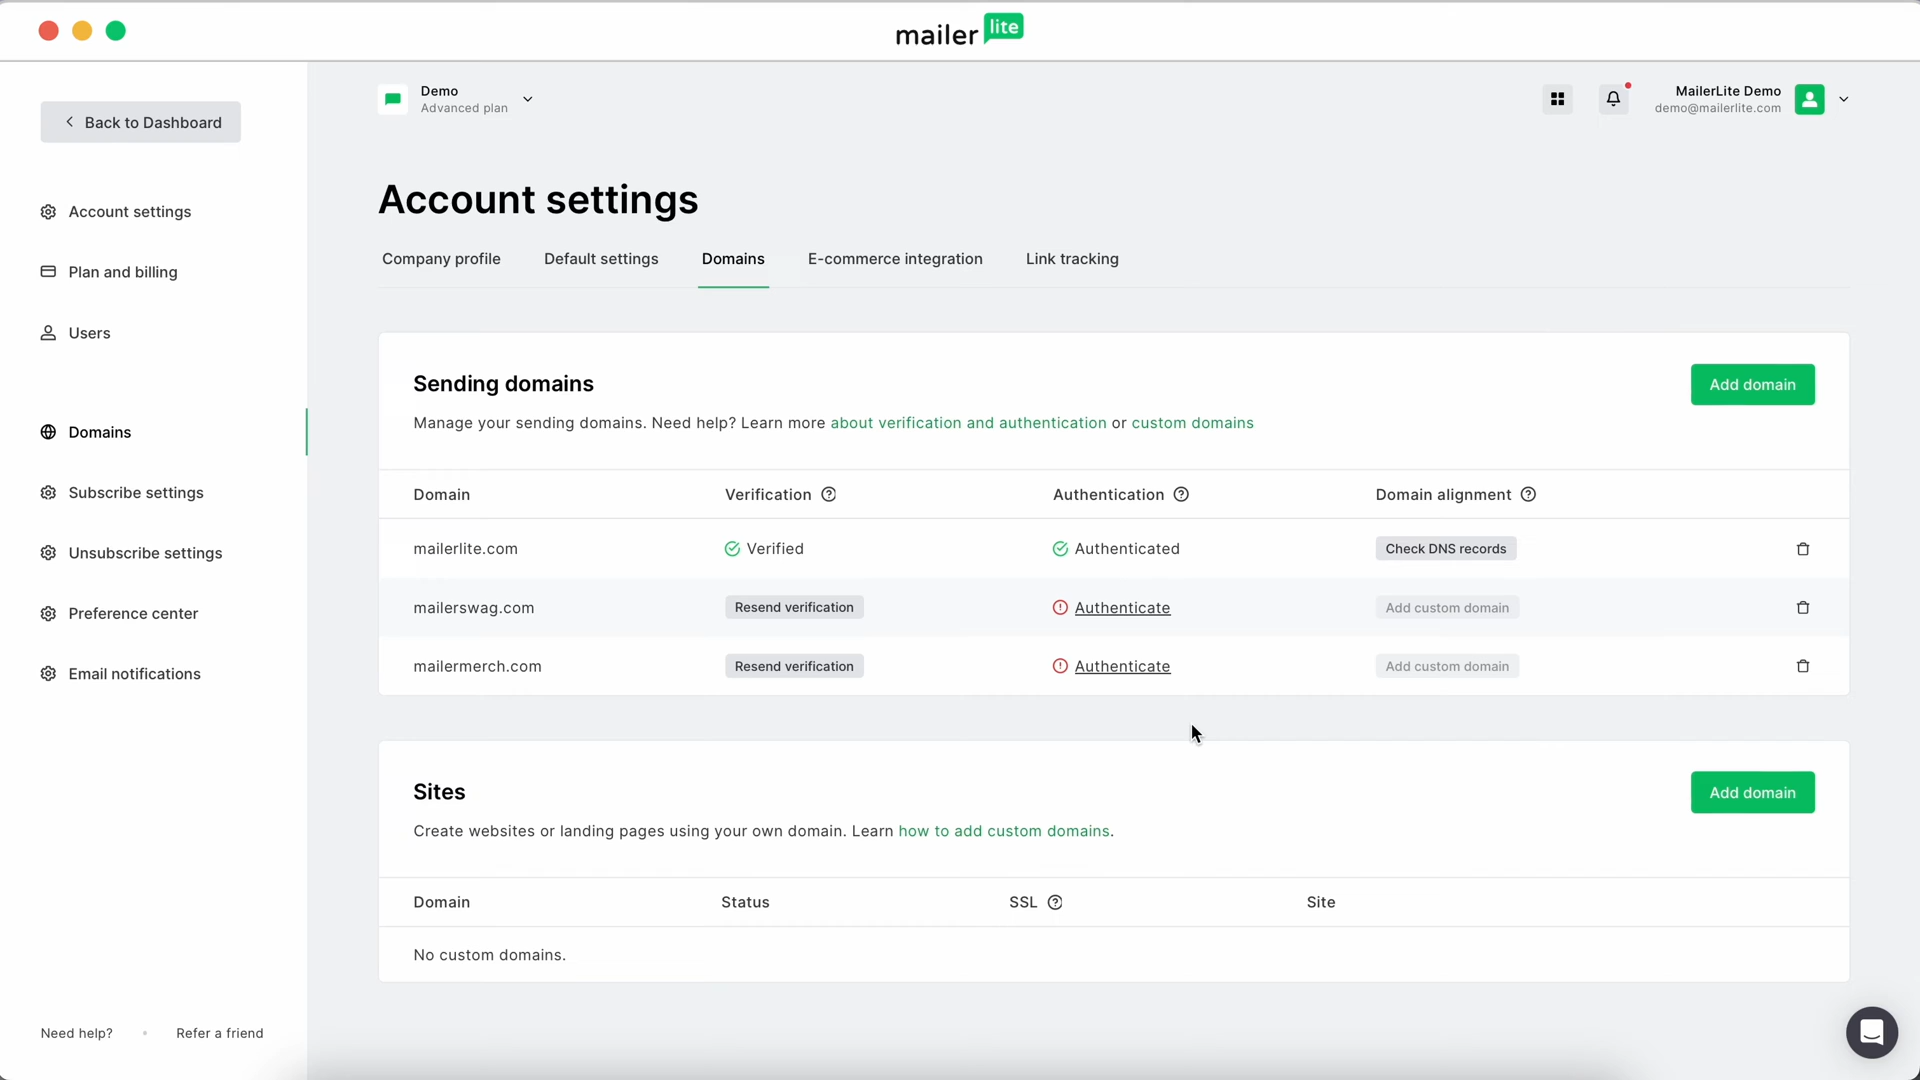 mailer lite
Back to Dashboard
Account settings
Plan and billing
Users
Domains
Subscribe settings
Unsubscribe settings
Preference center
Email notifications
Need help? • Refer a friend
Demo
Advanced plan
MailerLite Demo
demo@mailerlite.com
Account settings
Company profile Default settings Domains E-commerce integration Link tracking
Sending domains
Add domain
Manage your sending domains. Need help? Learn more about verification and authentication or custom domains
Domain Verification Authentication Domain alignment
mailerlite.com Verified Authenticated Check DNS records
mailerswag.com Resend verification Authenticate Add custom domain
mailermerch.com Resend verification Authenticate Add custom domain
Sites
Add domain
Create websites or landing pages using your own domain. Learn how to add custom domains.
Domain Status SSL Site
No custom domains.